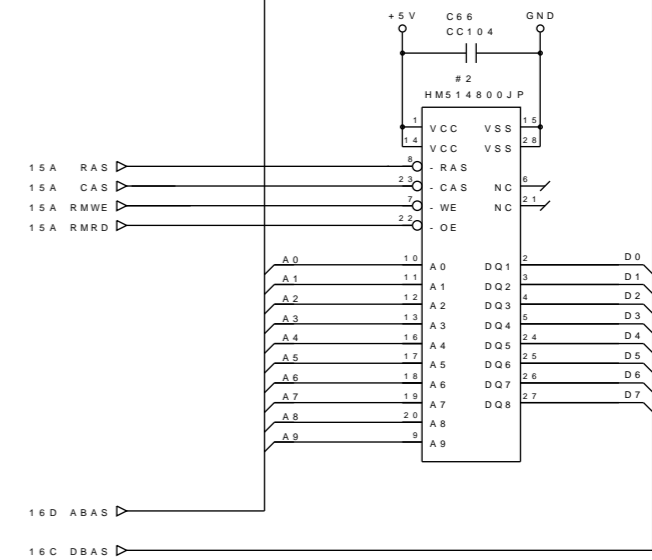 +5V C66 GND
CC104
#2
HM514800JP
1 VCC VSS 15
14 VCC VSS 28
15A RAS 8 -RAS
15A CAS 23 -CAS NC 6
15A RMWE 7 -WE NC 21
15A RMRD 22 -OE
A0 10 A0 DQ1 2 D0
A1 11 A1 DQ2 3 D1
A2 12 A2 DQ3 4 D2
A3 13 A3 DQ4 5 D3
A4 16 A4 DQ5 24 D4
A5 17 A5 DQ6 25 D5
A6 18 A6 DQ7 26 D6
A7 19 A7 DQ8 27 D7
A8 20 A8
A9 9 A9
16D ABAS
16C DBAS